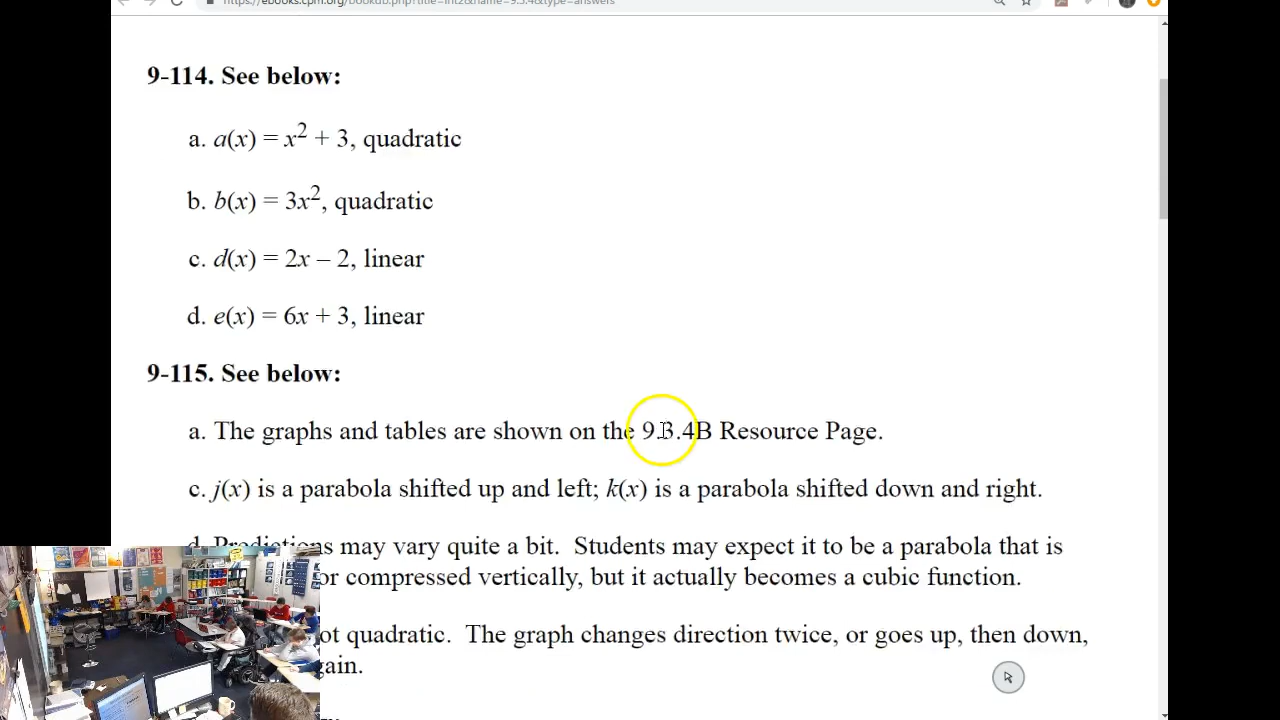 9-114. See below:
a. a(x) = x² + 3, quadratic
b. b(x) = 3x², quadratic
c. d(x) = 2x – 2, linear
d. e(x) = 6x + 3, linear
9-115. See below:
a. The graphs and tables are shown on the 9.3.4B Resource Page.
c. j(x) is a parabola shifted up and left; k(x) is a parabola shifted down and right.
d. Predictions may vary quite a bit. Students may expect it to be a parabola that is
or compressed vertically, but it actually becomes a cubic function.
ot quadratic. The graph changes direction twice, or goes up, then down,
gain.